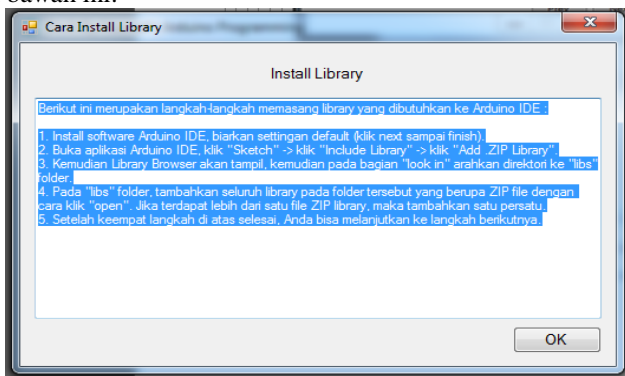 bawah ini:
Cara Install Library
Install Library
Berikut ini merupakan langkah-langkah memasang library yang dibutuhkan ke Arduino IDE :
1. Install software Arduino IDE, biarkan settingan default (klik next sampai finish).
2. Buka aplikasi Arduino IDE, klik "Sketch" -> klik "Include Library" -> klik "Add .ZIP Library".
3. Kemudian Library Browser akan tampil, kemudian pada bagian "look in" arahkan direktori ke "libs"
folder.
4. Pada "libs" folder, tambahkan seluruh library pada folder tersebut yang berupa ZIP file dengan
cara klik "open". Jika terdapat lebih dari satu file ZIP library, maka tambahkan satu persatu.
5. Setelah keempat langkah di atas selesai, Anda bisa melanjutkan ke langkah berikutnya.
OK